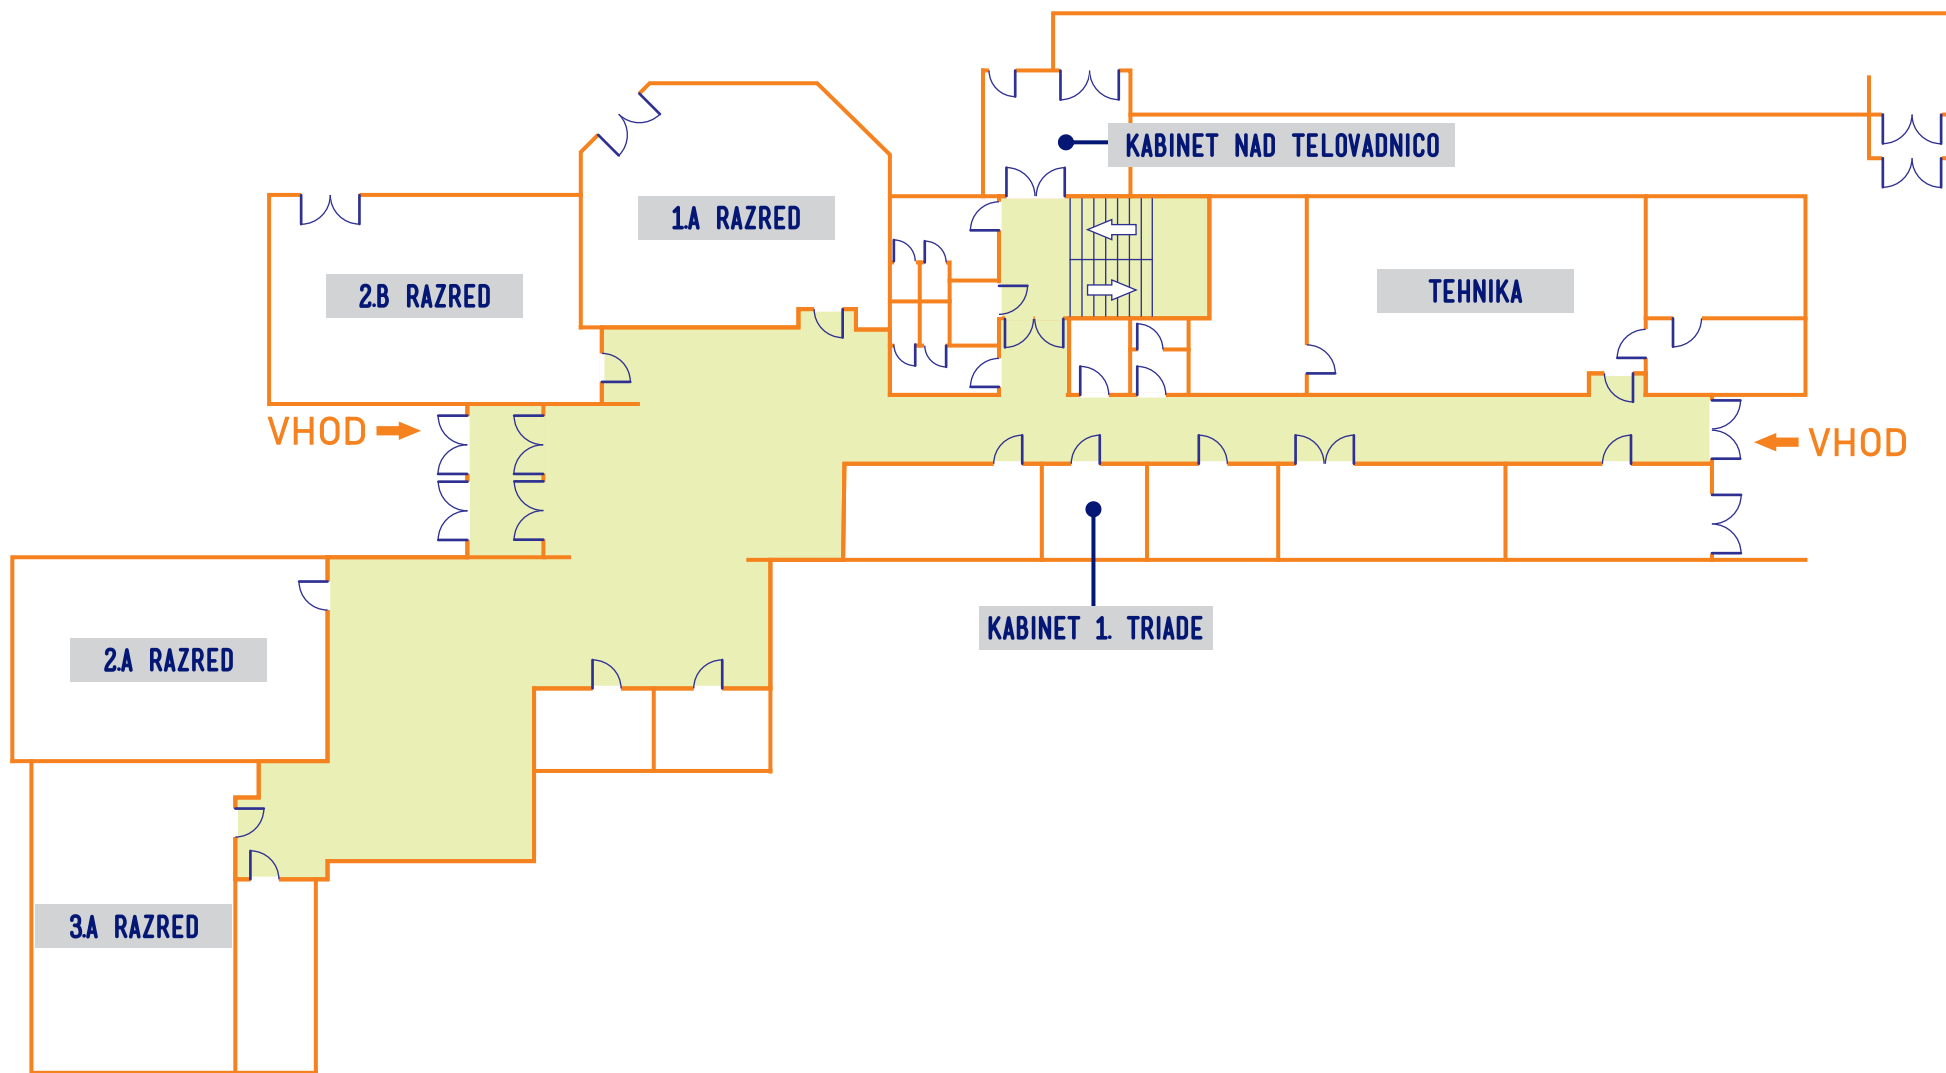 KABINET NAD TELOVADNICO
1.A RAZRED
2.B RAZRED
TEHNIKA
VHOD
VHOD
KABINET 1. TRIADE
2.A RAZRED
3.A RAZRED